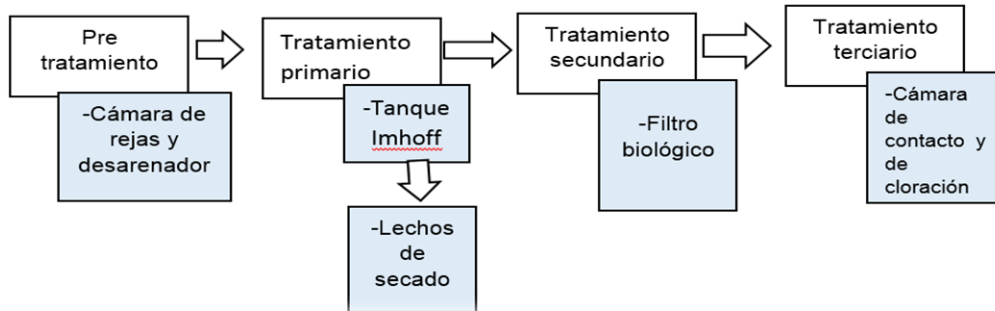 Pre
tratamiento
-Cámara de
rejas y
desarenador
Tratamiento
primario
-Tanque
Imhoff
-Lechos
de
secado
Tratamiento
secundario
-Filtro
biológico
Tratamiento
terciario
-Cámara
de
contacto y
de
cloración